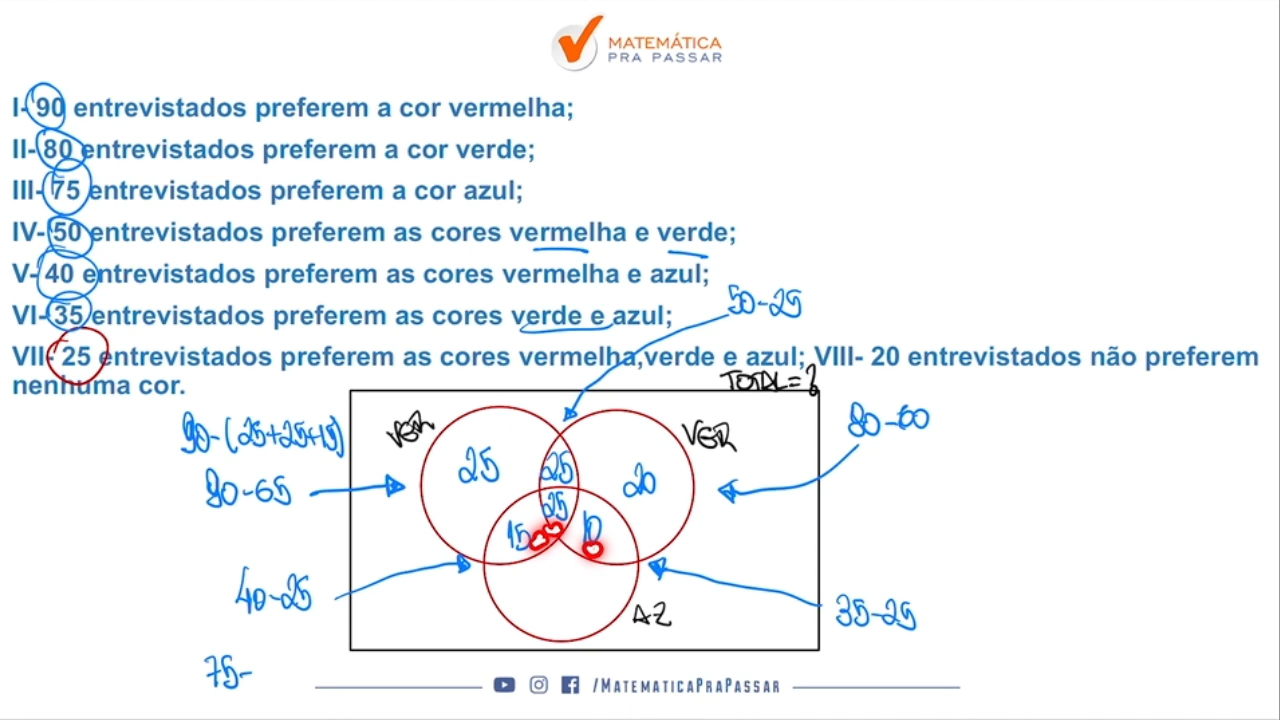 MATEMÁTICA
PRA PASSAR
I- 90 entrevistados preferem a cor vermelha;
II- 80 entrevistados preferem a cor verde;
III- 75 entrevistados preferem a cor azul;
IV- 50 entrevistados preferem as cores vermelha e verde;
V- 40 entrevistados preferem as cores vermelha e azul;
VI- 35 entrevistados preferem as cores verde e azul;
VII- 25 entrevistados preferem as cores vermelha,verde e azul; VIII- 20 entrevistados não preferem
nenhuma cor.
50-25
TOTAL=?
90-(25+25+15)
VER
VER
80-60
25
25
20
90-65
25
15
10
40-25
AZ
35-25
75-
/MATEMATICAPRAPASSAR